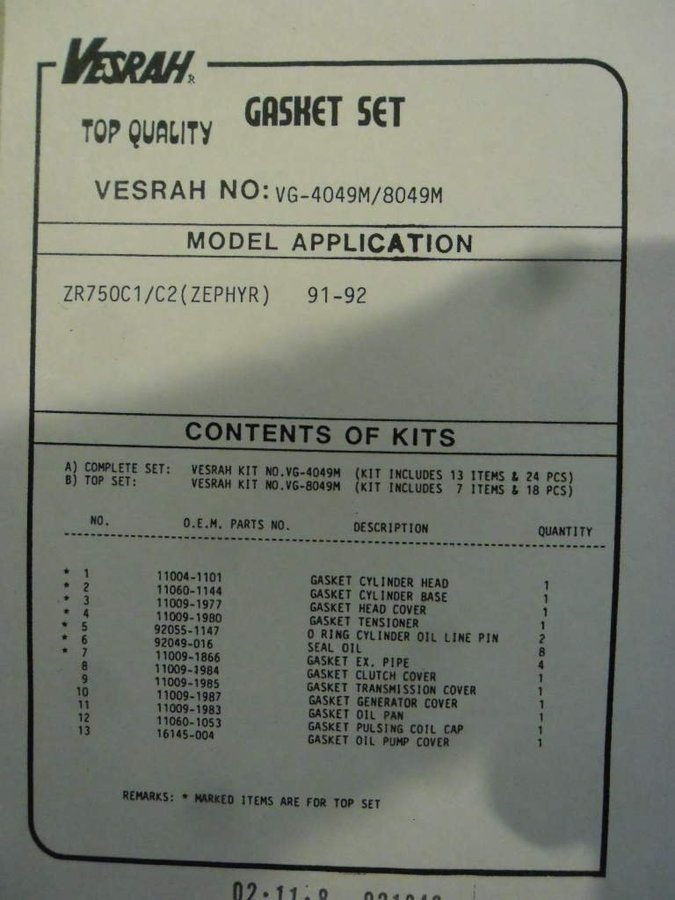 VESRAH R
TOP QUALITY
GASKET SET
VESRAH NO: VG-4049M/8049M
MODEL APPLICATION
ZR750C1/C2(ZEPHYR) 91-92
CONTENTS OF KITS
A) COMPLETE SET: VESRAH KIT NO.VG-4049M (KIT INCLUDES 13 ITEMS & 24 PCS)
B) TOP SET: VESRAH KIT NO.VG-8049M (KIT INCLUDES 7 ITEMS & 18 PCS)
NO. O.E.M. PARTS NO. DESCRIPTION QUANTITY
* 1 11004-1101 GASKET CYLINDER HEAD 1
* 2 11060-1144 GASKET CYLINDER BASE 1
* 3 11009-1977 GASKET HEAD COVER 1
* 4 11009-1980 GASKET TENSIONER 1
* 5 92055-1147 O RING CYLINDER OIL LINE PIN 2
* 6 92049-016 SEAL OIL 8
* 7 11009-1866 GASKET EX. PIPE 4
8 11009-1984 GASKET CLUTCH COVER 1
9 11009-1985 GASKET TRANSMISSION COVER 1
10 11009-1987 GASKET GENERATOR COVER 1
11 11009-1983 GASKET OIL PAN 1
12 11060-1053 GASKET PULSING COIL CAP 1
13 16145-004 GASKET OIL PUMP COVER 1
REMARKS: * MARKED ITEMS ARE FOR TOP SET